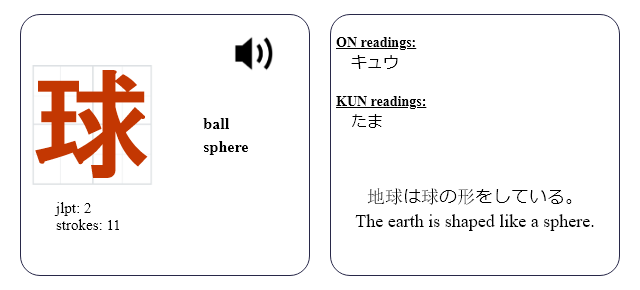 球
ball
sphere
jlpt: 2
strokes: 11
ON readings:
キュウ
KUN readings:
たま
地球は球の形をしている。
The earth is shaped like a sphere.